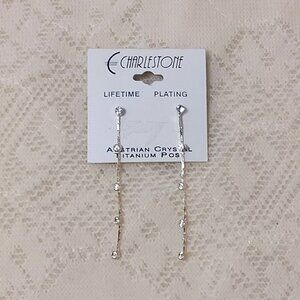 CHARLESTONE
LIFETIME PLATING
AUSTRIAN CRYSTAL
TITANIUM POST